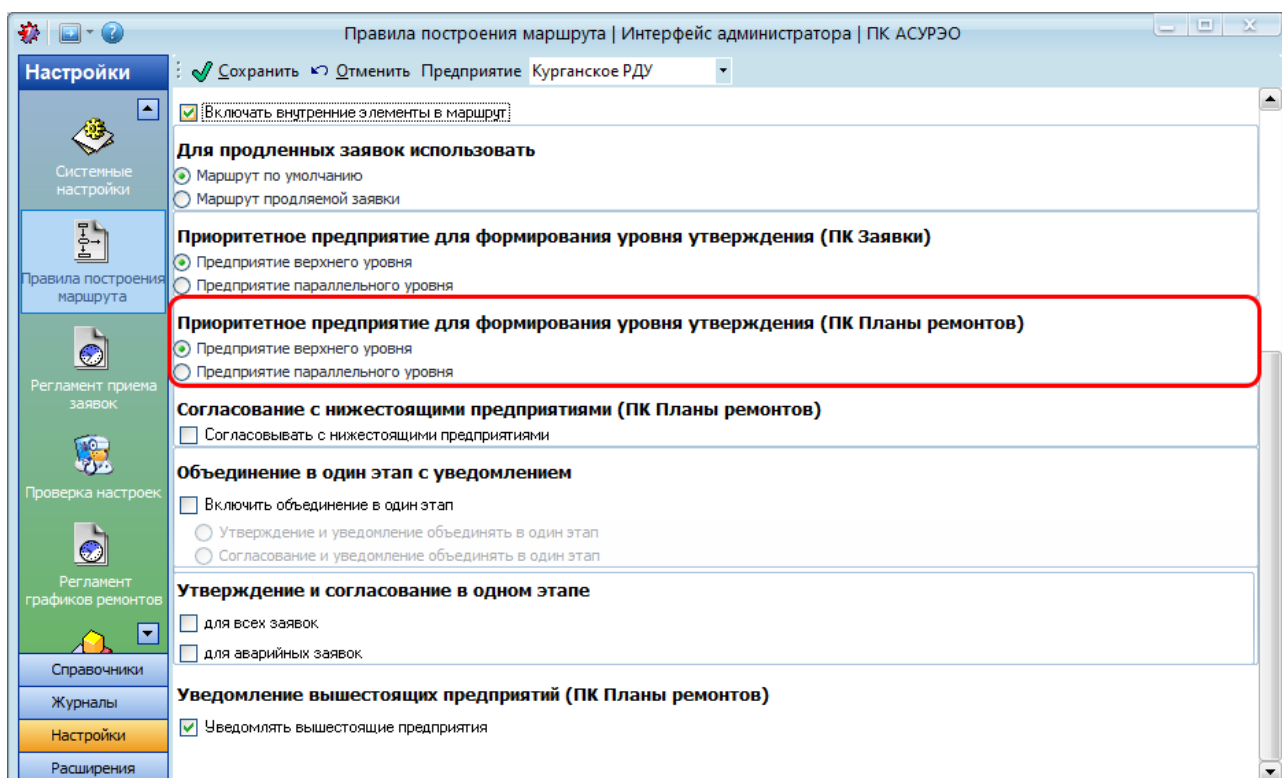 Правила построения маршрута | Интерфейс администратора | ПК АСУРЭО
Настройки
Сохранить Отменить Предприятие Курганское РДУ
Системные
настройки
Правила построения
маршрута
Регламент приема
заявок
Проверка настроек
Регламент
графиков ремонтов
Справочники
Журналы
Настройки
Расширения
Включать внутренние элементы в маршрут
Для продленных заявок использовать
Маршрут по умолчанию
Маршрут продляемой заявки
Приоритетное предприятие для формирования уровня утверждения (ПК Заявки)
Предприятие верхнего уровня
Предприятие параллельного уровня
Приоритетное предприятие для формирования уровня утверждения (ПК Планы ремонтов)
Предприятие верхнего уровня
Предприятие параллельного уровня
Согласование с нижестоящими предприятиями (ПК Планы ремонтов)
Согласовывать с нижестоящими предприятиями
Объединение в один этап с уведомлением
Включить объединение в один этап
Утверждение и уведомление объединять в один этап
Согласование и уведомление объединять в один этап
Утверждение и согласование в одном этапе
для всех заявок
для аварийных заявок
Уведомление вышестоящих предприятий (ПК Планы ремонтов)
Уведомлять вышестоящие предприятия